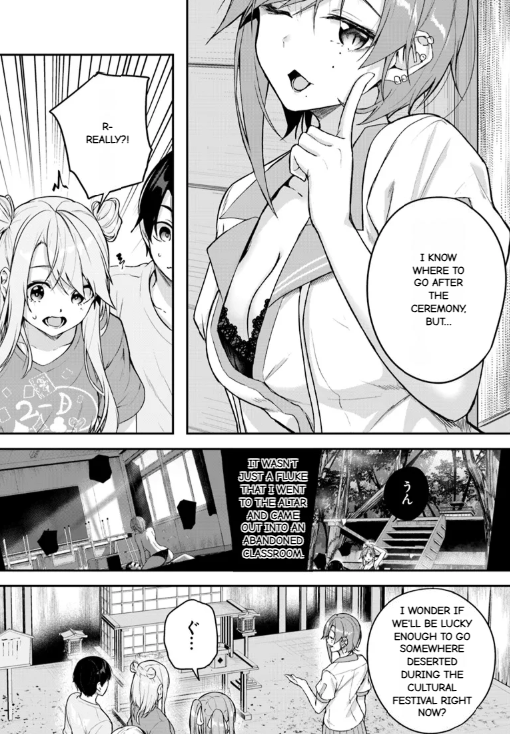 I KNOW
WHERE TO
GO AFTER
THE
CEREMONY,
BUT...
R-
REALLY?!
2-D
うん
IT WASN'T
JUST A FLUKE
THAT I WENT
TO THE ALTAR
AND CAME
OUT INTO AN
ABANDONED
CLASSROOM.
I WONDER IF
WE'LL BE LUCKY
ENOUGH TO GO
SOMEWHERE
DESERTED
DURING THE
CULTURAL
FESTIVAL RIGHT
NOW?
ぐ…